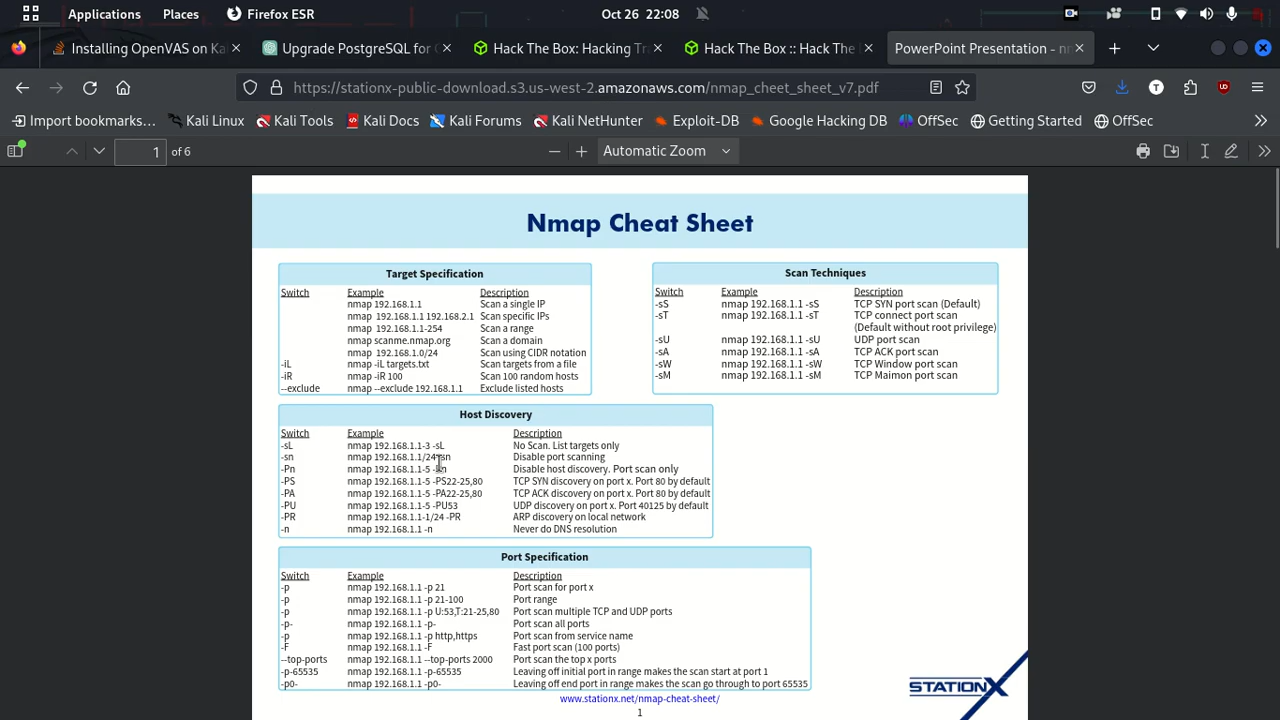 Applications Places Firefox ESR Oct 26 22:08
Installing OpenVAS on Ka Upgrade PostgreSQL for Hack The Box: Hacking Tr Hack The Box :: Hack The PowerPoint Presentation - nm
https://stationx-public-download.s3.us-west-2.amazonaws.com/nmap_cheet_sheet_v7.pdf T UD
Import bookmarks... Kali Linux Kali Tools Kali Docs Kali Forums Kali NetHunter Exploit-DB Google Hacking DB OffSec Getting Started OffSec
1 of 6 Automatic Zoom
Nmap Cheat Sheet
Target Specification
Switch Example Description
nmap 192.168.1.1 Scan a single IP
nmap 192.168.1.1 192.168.2.1 Scan specific IPs
nmap 192.168.1.1-254 Scan a range
nmap scanme.nmap.org Scan a domain
nmap 192.168.1.0/24 Scan using CIDR notation
-iL nmap -iL targets.txt Scan targets from a file
-iR nmap -iR 100 Scan 100 random hosts
--exclude nmap --exclude 192.168.1.1 Exclude listed hosts
Scan Techniques
Switch Example Description
-sS nmap 192.168.1.1 -sS TCP SYN port scan (Default)
-sT nmap 192.168.1.1 -sT TCP connect port scan
(Default without root privilege)
-sU nmap 192.168.1.1 -sU UDP port scan
-sA nmap 192.168.1.1 -sA TCP ACK port scan
-sW nmap 192.168.1.1 -sW TCP Window port scan
-sM nmap 192.168.1.1 -sM TCP Maimon port scan
Host Discovery
Switch Example Description
-sL nmap 192.168.1.1-3 -sL No Scan. List targets only
-sn nmap 192.168.1.1/24 -sn Disable port scanning
-Pn nmap 192.168.1.1-5 -Pn Disable host discovery. Port scan only
-PS nmap 192.168.1.1-5 -PS22-25,80 TCP SYN discovery on port x. Port 80 by default
-PA nmap 192.168.1.1-5 -PA22-25,80 TCP ACK discovery on port x. Port 80 by default
-PU nmap 192.168.1.1-5 -PU53 UDP discovery on port x. Port 40125 by default
-PR nmap 192.168.1.1-1/24 -PR ARP discovery on local network
-n nmap 192.168.1.1 -n Never do DNS resolution
Port Specification
Switch Example Description
-p nmap 192.168.1.1 -p 21 Port scan for port x
-p nmap 192.168.1.1 -p 21-100 Port range
-p nmap 192.168.1.1 -p U:53,T:21-25,80 Port scan multiple TCP and UDP ports
-p- nmap 192.168.1.1 -p- Port scan all ports
-p nmap 192.168.1.1 -p http,https Port scan from service name
-F nmap 192.168.1.1 -F Fast port scan (100 ports)
--top-ports nmap 192.168.1.1 --top-ports 2000 Port scan the top x ports
-p-65535 nmap 192.168.1.1 -p-65535 Leaving off initial port in range makes the scan start at port 1
-p0- nmap 192.168.1.1 -p0- Leaving off end port in range makes the scan go through to port 65535
STATIONX
www.stationx.net/nmap-cheat-sheet/
1